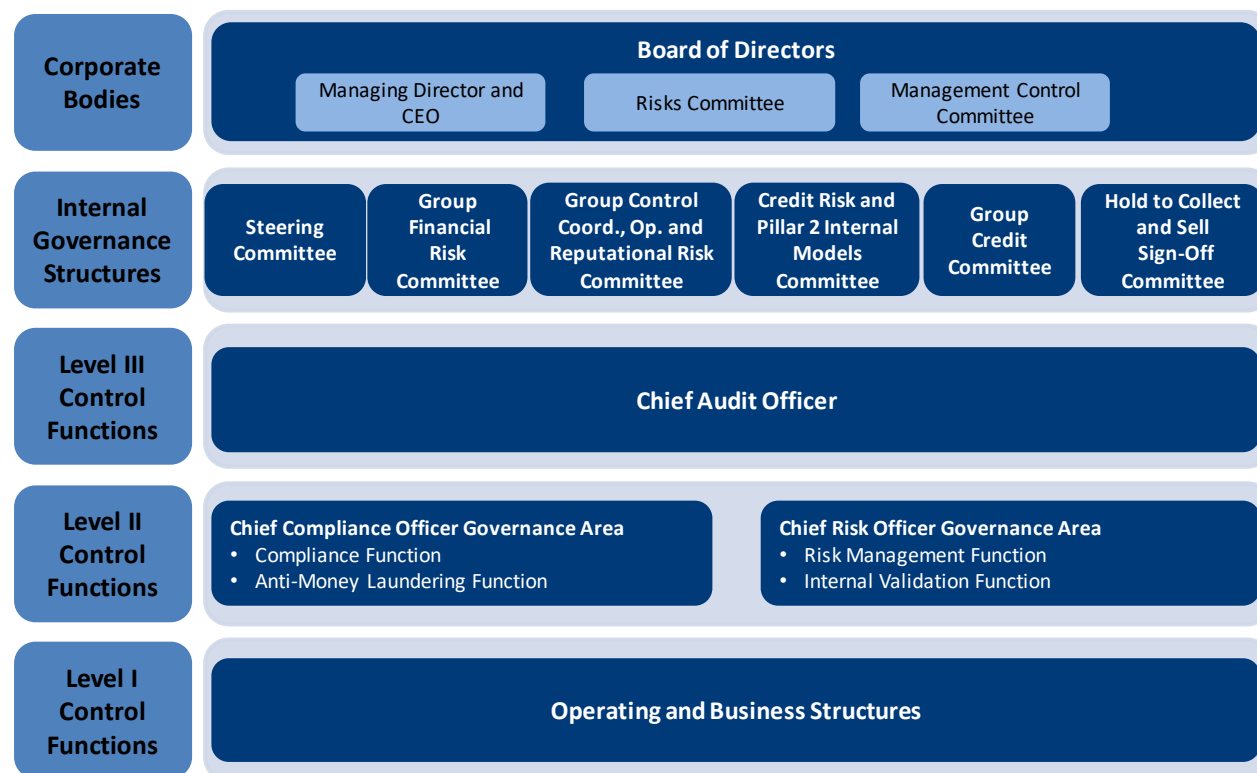 Corporate
Bodies
Board of Directors
Managing Director and
CEO
Risks Committee
Management Control
Committee
Internal
Governance
Structures
Steering
Committee
Group
Financial
Risk
Committee
Group Control
Coord., Op. and
Reputational Risk
Committee
Credit Risk and
Pillar 2 Internal
Models
Committee
Group
Credit
Committee
Hold to Collect
and Sell
Sign-Off
Committee
Level III
Control
Functions
Chief Audit Officer
Level II
Control
Functions
Chief Compliance Officer Governance Area
• Compliance Function
• Anti-Money Laundering Function
Chief Risk Officer Governance Area
• Risk Management Function
• Internal Validation Function
Level I
Control
Functions
Operating and Business Structures